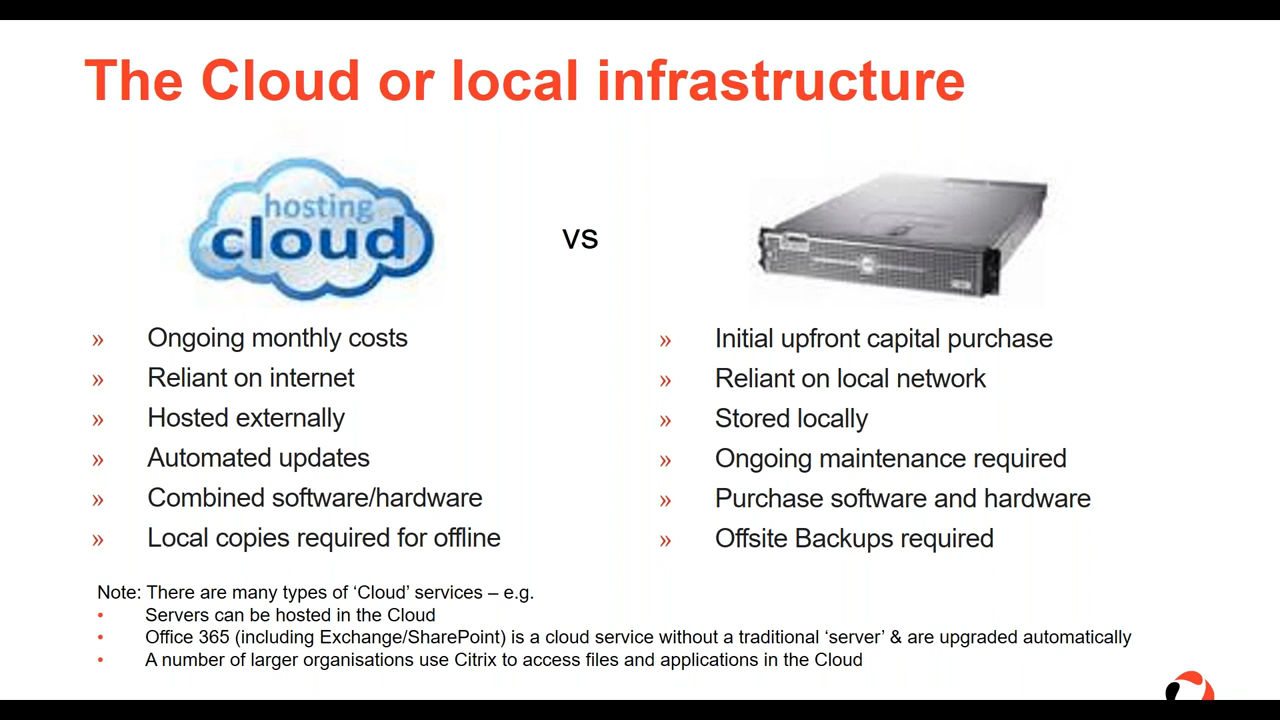 The Cloud or local infrastructure
hosting
cloud
vs
» Ongoing monthly costs
» Reliant on internet
» Hosted externally
» Automated updates
» Combined software/hardware
» Local copies required for offline
» Initial upfront capital purchase
» Reliant on local network
» Stored locally
» Ongoing maintenance required
» Purchase software and hardware
» Offsite Backups required
Note: There are many types of ‘Cloud’ services – e.g.
• Servers can be hosted in the Cloud
• Office 365 (including Exchange/SharePoint) is a cloud service without a traditional ‘server’ & are upgraded automatically
• A number of larger organisations use Citrix to access files and applications in the Cloud